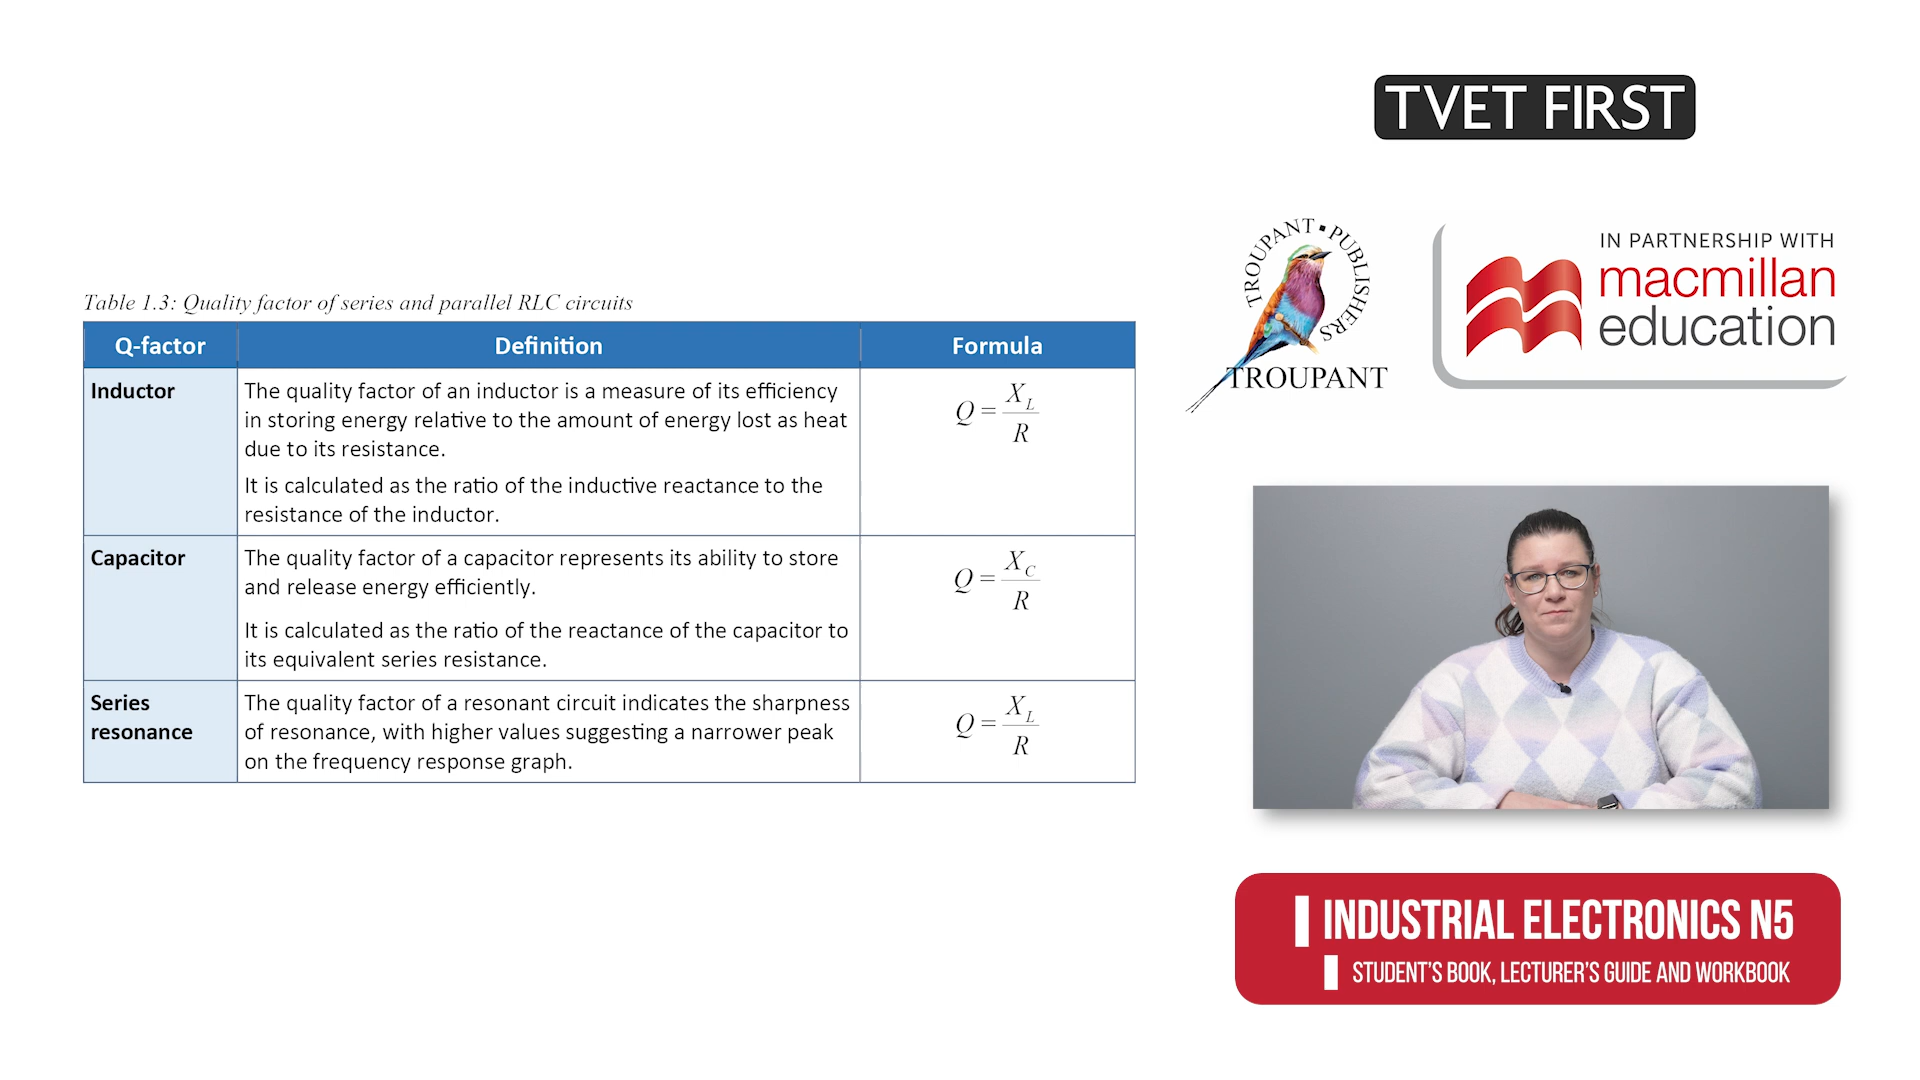 TVET FIRST
TROUPANT ▪ PUBLISHERS
TROUPANT
IN PARTNERSHIP WITH
macmillan
education
Table 1.3: Quality factor of series and parallel RLC circuits
Q-factor Definition Formula
Inductor
The quality factor of an inductor is a measure of its efficiency
in storing energy relative to the amount of energy lost as heat
due to its resistance.
It is calculated as the ratio of the inductive reactance to the
resistance of the inductor.
Q = X_L / R
Capacitor
The quality factor of a capacitor represents its ability to store
and release energy efficiently.
It is calculated as the ratio of the reactance of the capacitor to
its equivalent series resistance.
Q = X_C / R
Series
resonance
The quality factor of a resonant circuit indicates the sharpness
of resonance, with higher values suggesting a narrower peak
on the frequency response graph.
Q = X_L / R
INDUSTRIAL ELECTRONICS N5
STUDENT'S BOOK, LECTURER'S GUIDE AND WORKBOOK